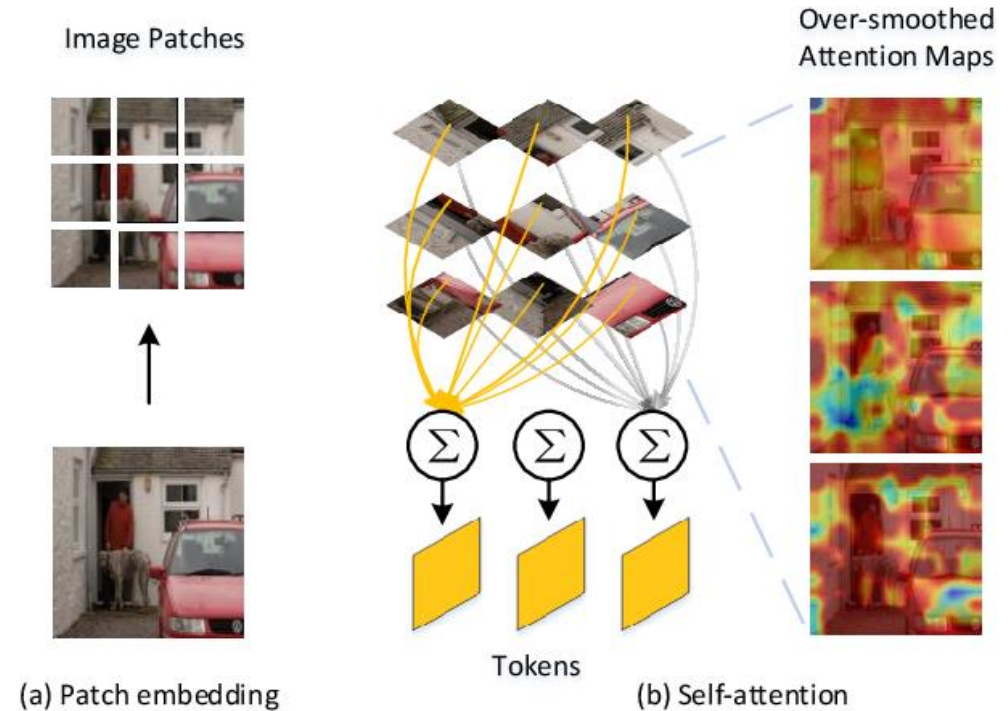 Image Patches
Over-smoothed
Attention Maps
Σ
Σ
Σ
Tokens
(a) Patch embedding
(b) Self-attention